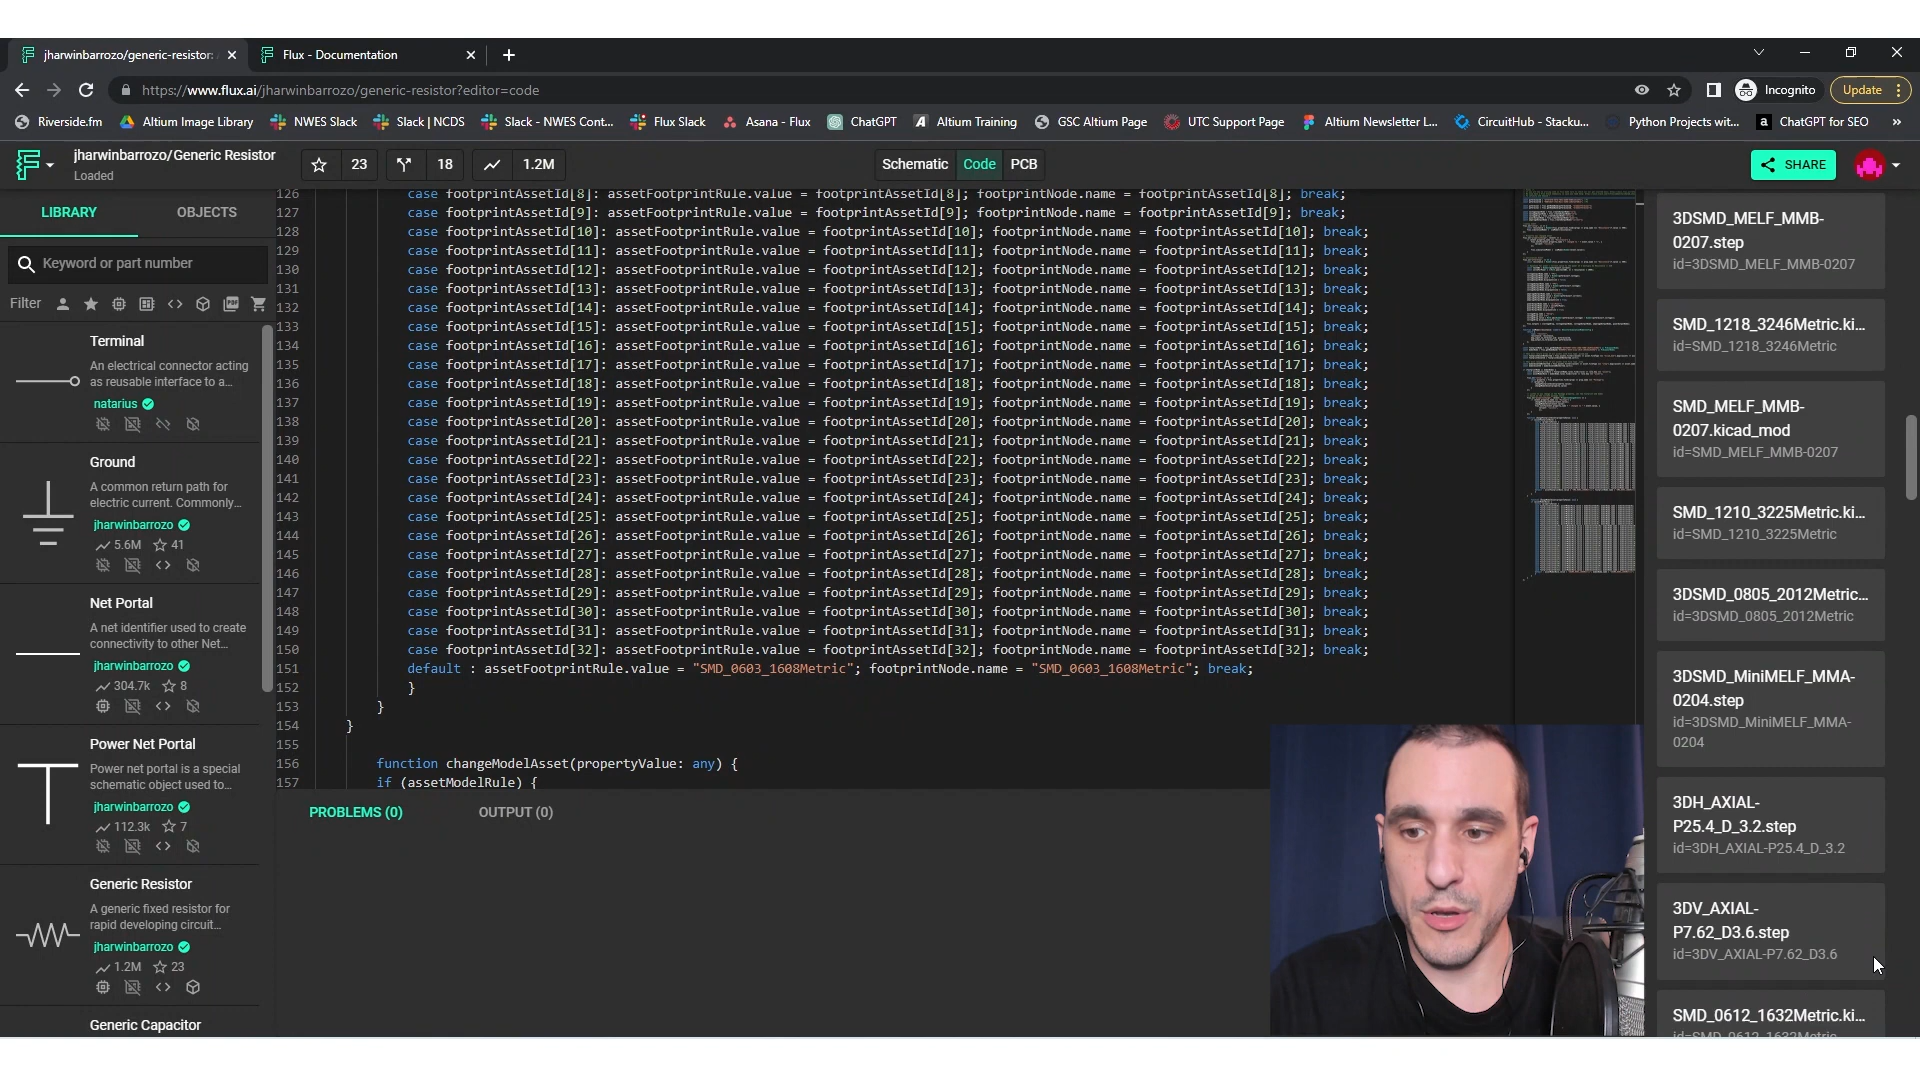 jharwinbarrozo/generic-resistor:
Flux - Documentation
https://www.flux.ai/jharwinbarrozo/generic-resistor?editor=code
Incognito
Update
Riverside.fm
Altium Image Library
NWES Slack
Slack | NCDS
Slack - NWES Cont...
Flux Slack
Asana - Flux
ChatGPT
Altium Training
GSC Altium Page
UTC Support Page
Altium Newsletter L...
CircuitHub - Stacku...
Python Projects wit...
ChatGPT for SEO
»
jharwinbarrozo/Generic Resistor
Loaded
23
18
1.2M
Schematic
Code
PCB
SHARE
LIBRARY
OBJECTS
Keyword or part number
Filter
Terminal
An electrical connector acting
as reusable interface to a...
natarius
Ground
A common return path for
electric current. Commonly...
jharwinbarrozo
5.6M
41
Net Portal
A net identifier used to create
connectivity to other Net...
jharwinbarrozo
304.7k
8
Power Net Portal
Power net portal is a special
schematic object used to...
jharwinbarrozo
112.3k
7
Generic Resistor
A generic fixed resistor for
rapid developing circuit...
jharwinbarrozo
1.2M
23
Generic Capacitor
126 case footprintAssetId[8]: assetFootprintRule.value = footprintAssetId[8]; footprintNode.name = footprintAssetId[8]; break;
127 case footprintAssetId[9]: assetFootprintRule.value = footprintAssetId[9]; footprintNode.name = footprintAssetId[9]; break;
128 case footprintAssetId[10]: assetFootprintRule.value = footprintAssetId[10]; footprintNode.name = footprintAssetId[10]; break;
129 case footprintAssetId[11]: assetFootprintRule.value = footprintAssetId[11]; footprintNode.name = footprintAssetId[11]; break;
130 case footprintAssetId[12]: assetFootprintRule.value = footprintAssetId[12]; footprintNode.name = footprintAssetId[12]; break;
131 case footprintAssetId[13]: assetFootprintRule.value = footprintAssetId[13]; footprintNode.name = footprintAssetId[13]; break;
132 case footprintAssetId[14]: assetFootprintRule.value = footprintAssetId[14]; footprintNode.name = footprintAssetId[14]; break;
133 case footprintAssetId[15]: assetFootprintRule.value = footprintAssetId[15]; footprintNode.name = footprintAssetId[15]; break;
134 case footprintAssetId[16]: assetFootprintRule.value = footprintAssetId[16]; footprintNode.name = footprintAssetId[16]; break;
135 case footprintAssetId[17]: assetFootprintRule.value = footprintAssetId[17]; footprintNode.name = footprintAssetId[17]; break;
136 case footprintAssetId[18]: assetFootprintRule.value = footprintAssetId[18]; footprintNode.name = footprintAssetId[18]; break;
137 case footprintAssetId[19]: assetFootprintRule.value = footprintAssetId[19]; footprintNode.name = footprintAssetId[19]; break;
138 case footprintAssetId[20]: assetFootprintRule.value = footprintAssetId[20]; footprintNode.name = footprintAssetId[20]; break;
139 case footprintAssetId[21]: assetFootprintRule.value = footprintAssetId[21]; footprintNode.name = footprintAssetId[21]; break;
140 case footprintAssetId[22]: assetFootprintRule.value = footprintAssetId[22]; footprintNode.name = footprintAssetId[22]; break;
141 case footprintAssetId[23]: assetFootprintRule.value = footprintAssetId[23]; footprintNode.name = footprintAssetId[23]; break;
142 case footprintAssetId[24]: assetFootprintRule.value = footprintAssetId[24]; footprintNode.name = footprintAssetId[24]; break;
143 case footprintAssetId[25]: assetFootprintRule.value = footprintAssetId[25]; footprintNode.name = footprintAssetId[25]; break;
144 case footprintAssetId[26]: assetFootprintRule.value = footprintAssetId[26]; footprintNode.name = footprintAssetId[26]; break;
145 case footprintAssetId[27]: assetFootprintRule.value = footprintAssetId[27]; footprintNode.name = footprintAssetId[27]; break;
146 case footprintAssetId[28]: assetFootprintRule.value = footprintAssetId[28]; footprintNode.name = footprintAssetId[28]; break;
147 case footprintAssetId[29]: assetFootprintRule.value = footprintAssetId[29]; footprintNode.name = footprintAssetId[29]; break;
148 case footprintAssetId[30]: assetFootprintRule.value = footprintAssetId[30]; footprintNode.name = footprintAssetId[30]; break;
149 case footprintAssetId[31]: assetFootprintRule.value = footprintAssetId[31]; footprintNode.name = footprintAssetId[31]; break;
150 case footprintAssetId[32]: assetFootprintRule.value = footprintAssetId[32]; footprintNode.name = footprintAssetId[32]; break;
151 default : assetFootprintRule.value = "SMD_0603_1608Metric"; footprintNode.name = "SMD_0603_1608Metric"; break;
152 }
153 }
154 }
155
156 function changeModelAsset(propertyValue: any) {
157 if (assetModelRule) {
PROBLEMS (0)
OUTPUT (0)
3DSMD_MELF_MMB-
0207.step
id=3DSMD_MELF_MMB-0207
SMD_1218_3246Metric.ki...
id=SMD_1218_3246Metric
SMD_MELF_MMB-
0207.kicad_mod
id=SMD_MELF_MMB-0207
SMD_1210_3225Metric.ki...
id=SMD_1210_3225Metric
3DSMD_0805_2012Metric...
id=3DSMD_0805_2012Metric
3DSMD_MiniMELF_MMA-
0204.step
id=3DSMD_MiniMELF_MMA-
0204
3DH_AXIAL-
P25.4_D_3.2.step
id=3DH_AXIAL-P25.4_D_3.2
3DV_AXIAL-
P7.62_D3.6.step
id=3DV_AXIAL-P7.62_D3.6
SMD_0612_1632Metric.ki...
id=SMD_0612_1632Metric